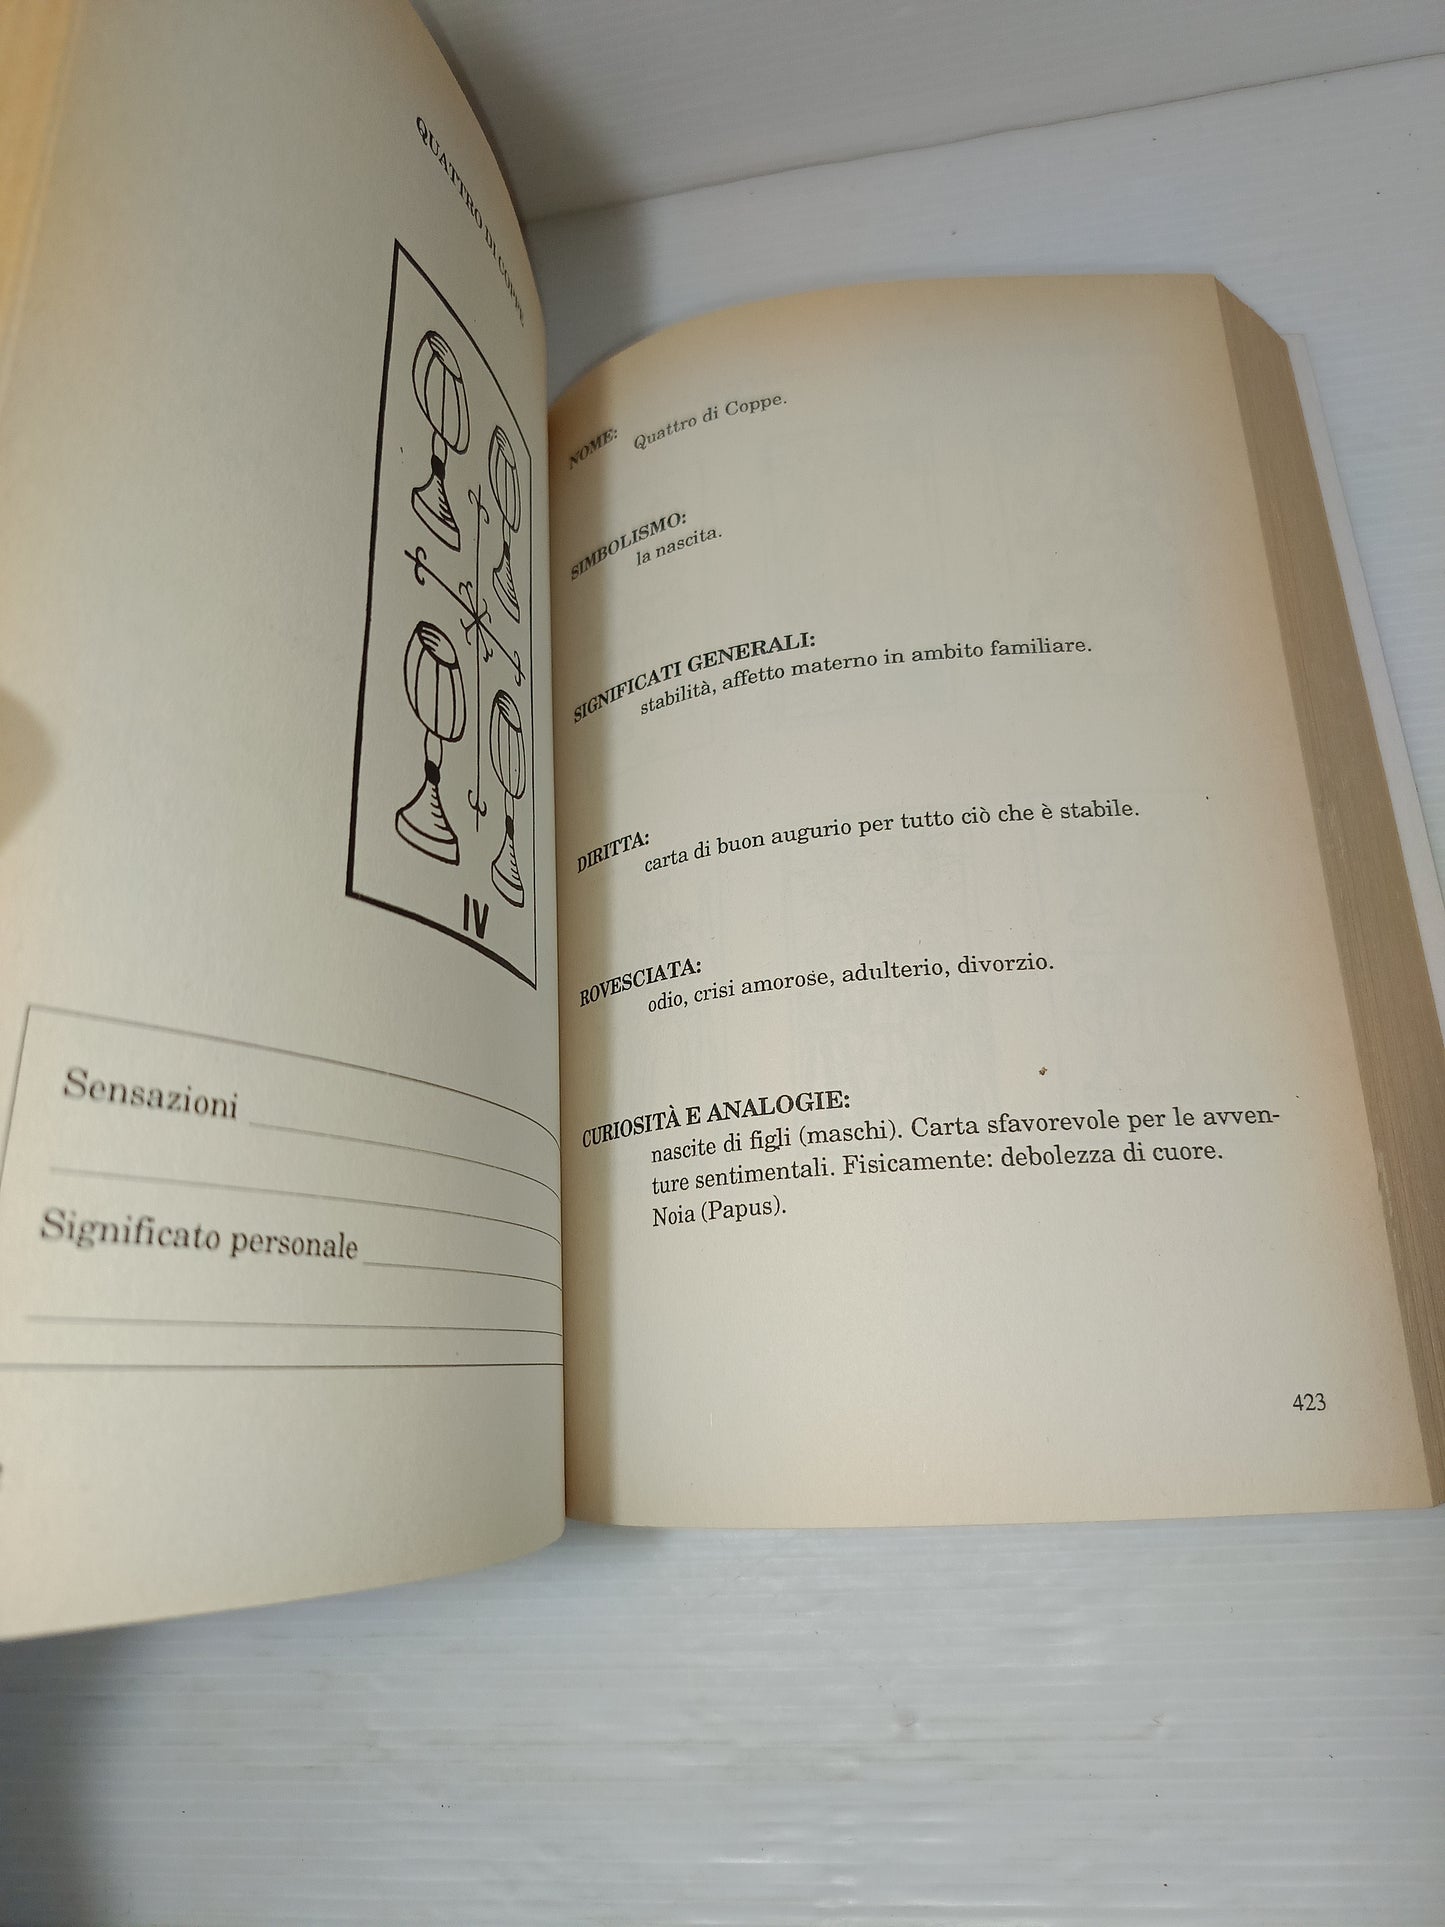 QUATTRO DI COPPE
IV
Sensazioni
Significato personale
NOME: Quattro di Coppe.
SIMBOLISMO:
la nascita.
SIGNIFICATI GENERALI:
stabilità, affetto materno in ambito familiare.
DIRITTA:
carta di buon augurio per tutto ciò che è stabile.
ROVESCIATA:
odio, crisi amorose, adulterio, divorzio.
CURIOSITÀ E ANALOGIE:
nascite di figli (maschi). Carta sfavorevole per le avven-
ture sentimentali. Fisicamente: debolezza di cuore.
Noia (Papus).
423